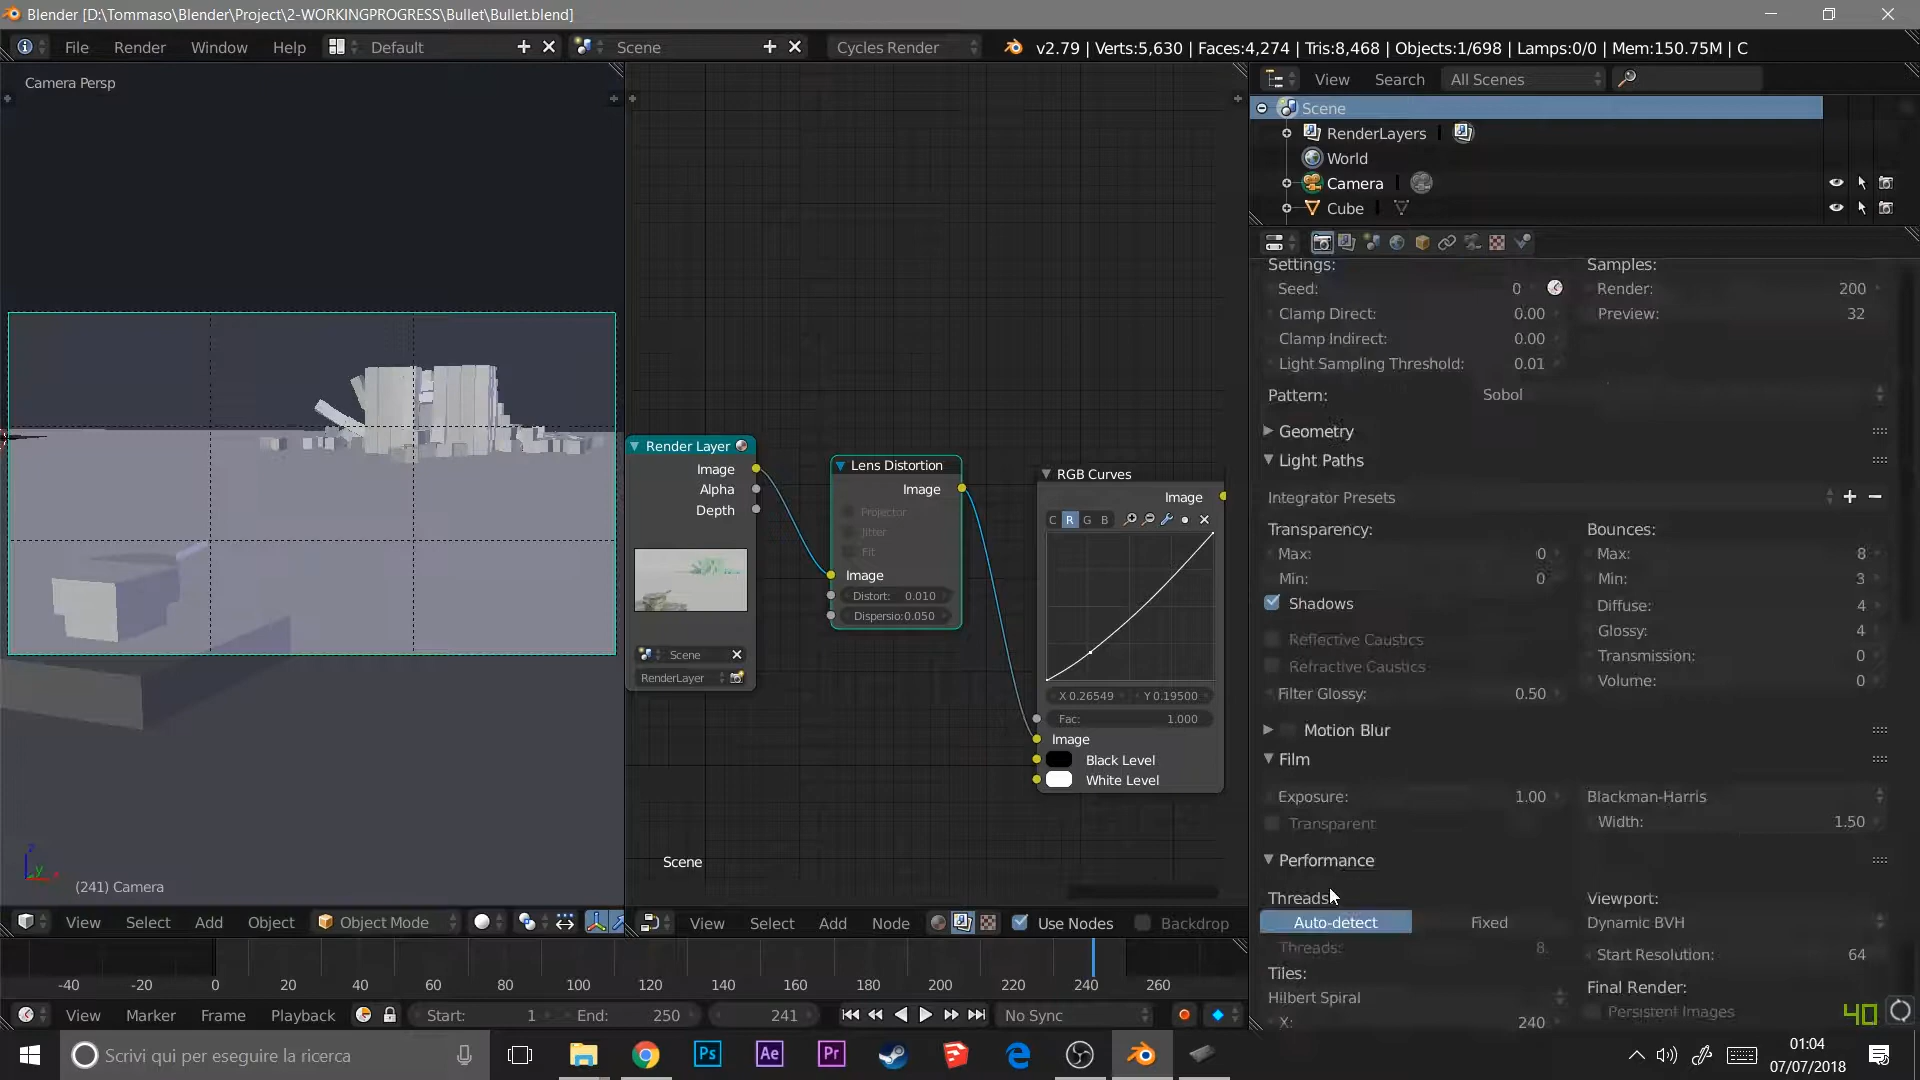 Blender [D:\Tommaso\Blender\Project\2-WORKINGPROGRESS\Bullet\Bullet.blend]
File Render Window Help Default Scene Cycles Render v2.79 | Verts:5,630 | Faces:4,274 | Tris:8,468 | Objects:1/698 | Lamps:0/0 | Mem:150.75M | C
View Search All Scenes
Camera Persp
Scene
RenderLayers
World
Camera
Cube
Settings: Samples:
Seed: 0 Render: 200
Clamp Direct: 0.00 Preview: 32
Clamp Indirect: 0.00
Light Sampling Threshold: 0.01
Pattern: Sobol
Geometry
Light Paths
Integrator Presets
Transparency: Bounces:
Max: 0 Max: 8
Min: 0 Min: 3
Shadows Diffuse: 4
Reflective Caustics Glossy: 4
Refractive Caustics Transmission: 0
Filter Glossy: 0.50 Volume: 0
Motion Blur
Film
Exposure: 1.00 Blackman-Harris
Transparent Width: 1.50
Performance
Threads: Viewport:
Auto-detect Fixed Dynamic BVH
Threads: 8 Start Resolution: 64
Tiles: Final Render:
Hilbert Spiral Persistent Images
X: 240
40
Render Layer
Image
Alpha
Depth
Scene
RenderLayer
Lens Distortion
Image
Projector
Jitter
Fit
Image
Distort: 0.010
Dispersio:0.050
RGB Curves
Image
C R G B
X 0.26549 Y 0.19500
Fac: 1.000
Image
Black Level
White Level
Scene
z
y
x
(241) Camera
View Select Add Object Object Mode
View Select Add Node Use Nodes Backdrop
-40 -20 0 20 40 60 80 100 120 140 160 180 200 220 240 260
View Marker Frame Playback Start: 1 End: 250 241 No Sync
Scrivi qui per eseguire la ricerca
Ps Ae Pr
01:04
07/07/2018